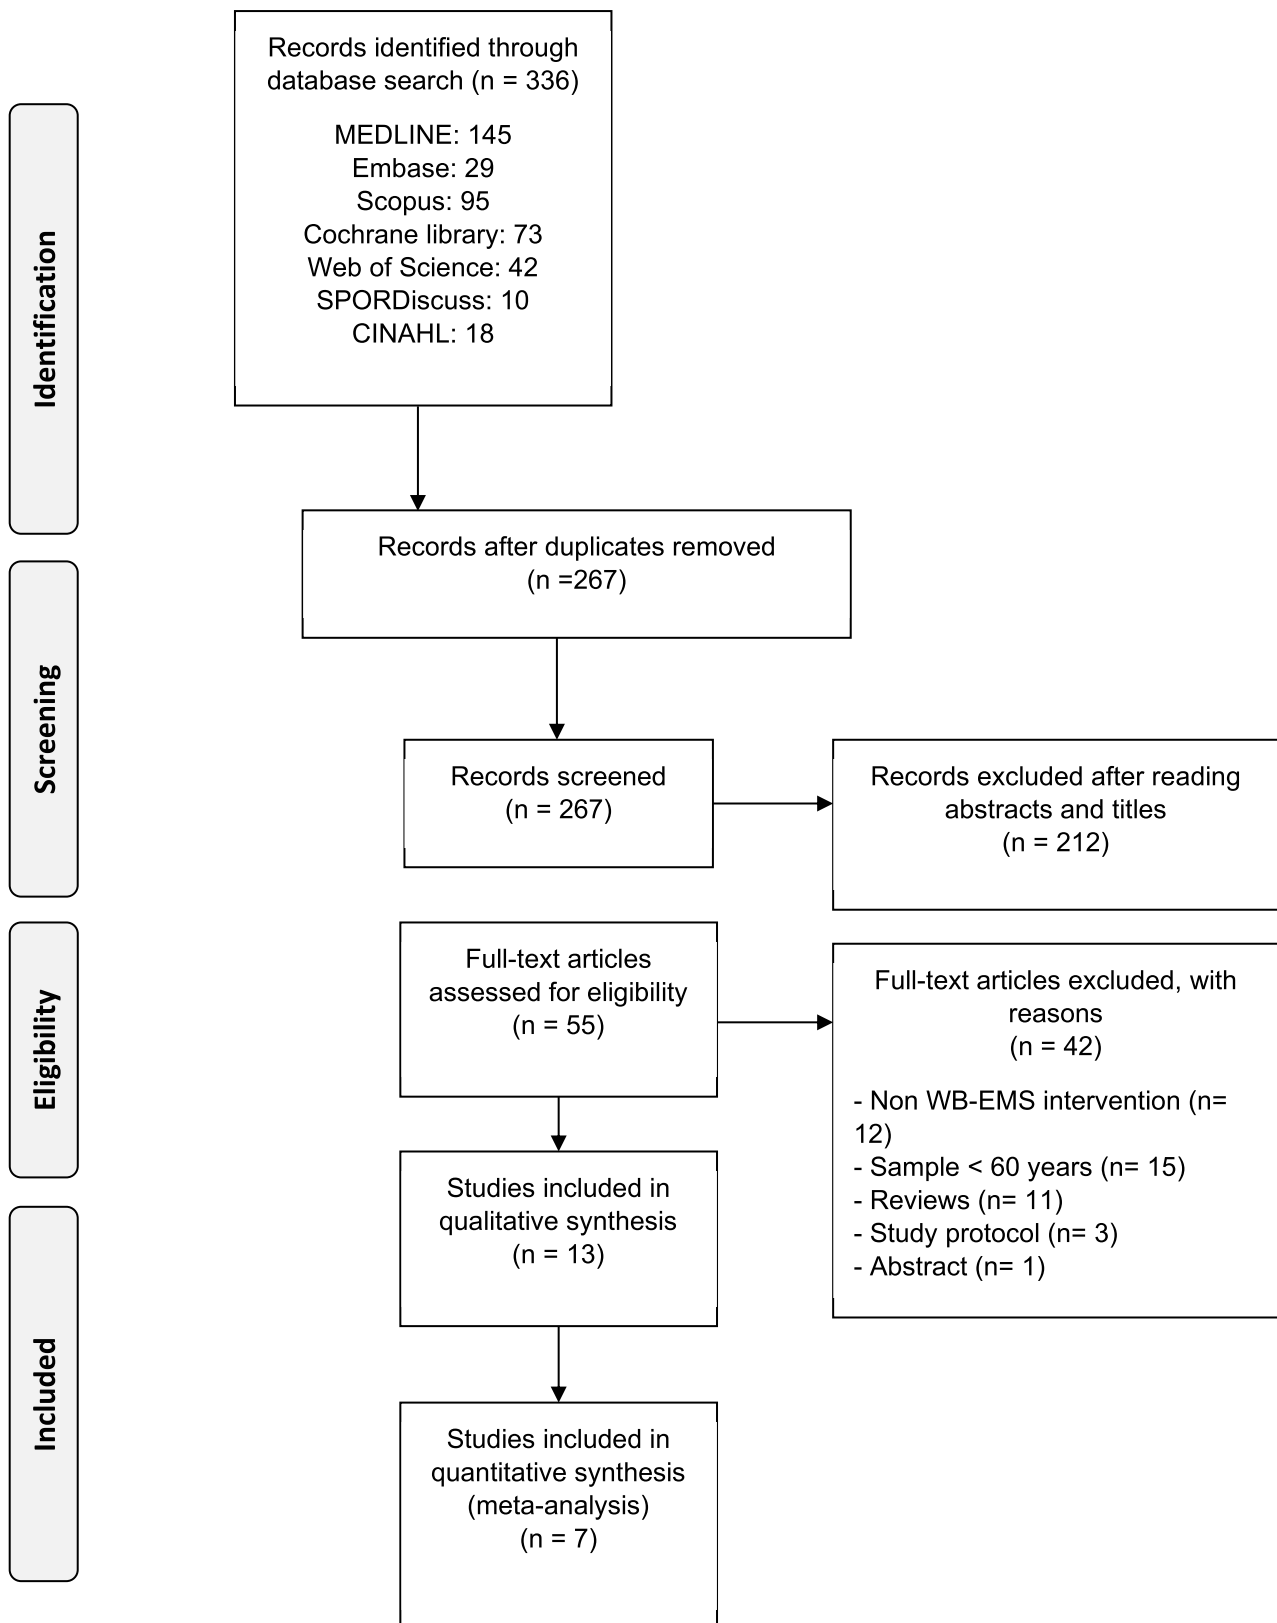 Identification
Records identified through
database search (n = 336)
MEDLINE: 145
Embase: 29
Scopus: 95
Cochrane library: 73
Web of Science: 42
SPORDiscuss: 10
CINAHL: 18
Records after duplicates removed
(n =267)
Screening
Records screened
(n = 267)
Records excluded after reading
abstracts and titles
(n = 212)
Eligibility
Full-text articles
assessed for eligibility
(n = 55)
Full-text articles excluded, with
reasons
(n = 42)
- Non WB-EMS intervention (n=
12)
- Sample < 60 years (n= 15)
- Reviews (n= 11)
- Study protocol (n= 3)
- Abstract (n= 1)
Included
Studies included in
qualitative synthesis
(n = 13)
Studies included in
quantitative synthesis
(meta-analysis)
(n = 7)